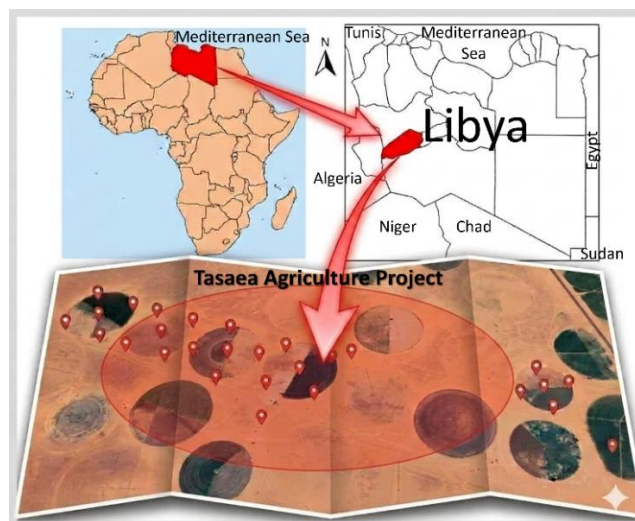 Mediterranean Sea
N
Tunis
Mediterranean
Sea
Libya
Egypt
Algeria
Niger
Chad
Sudan
Tasaea Agriculture Project